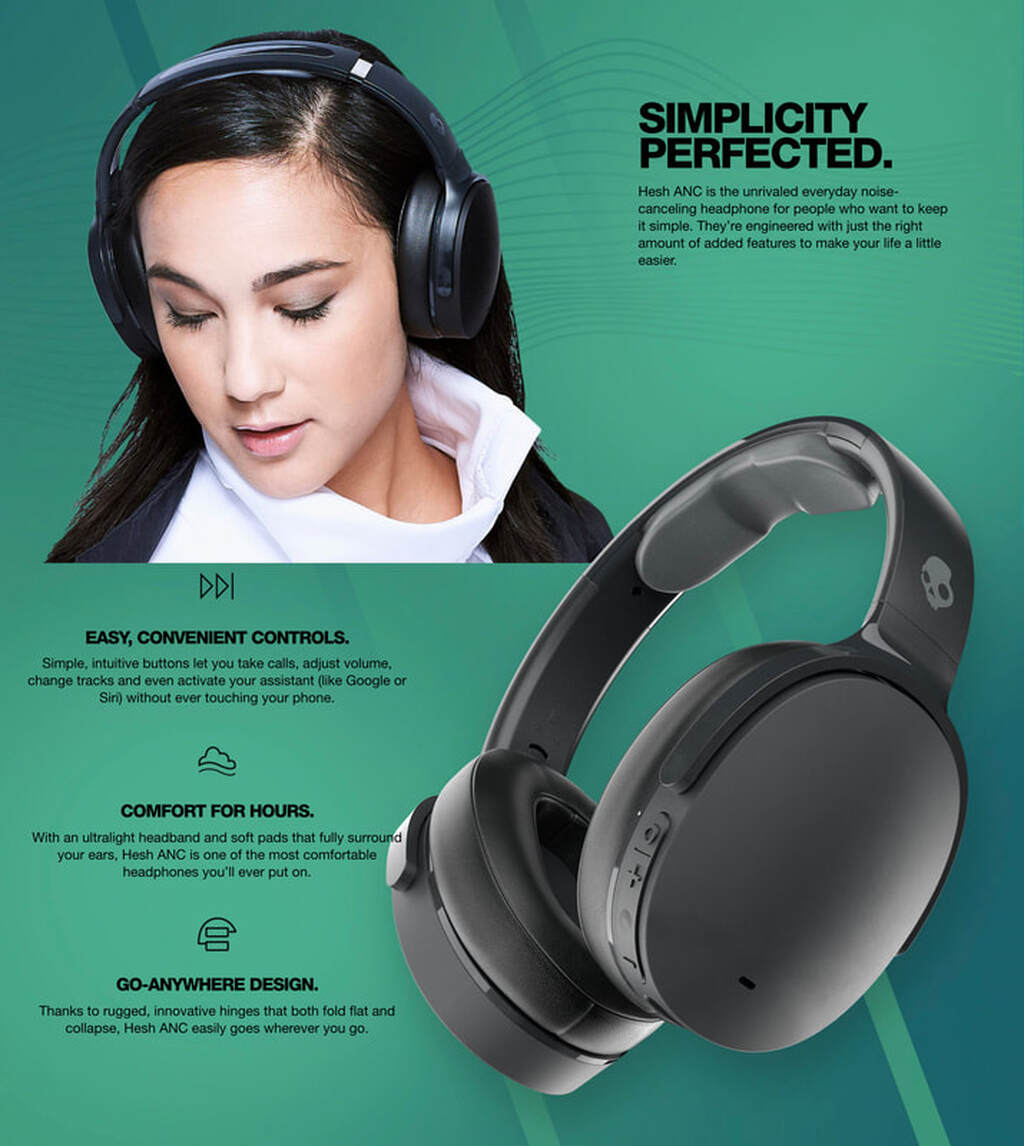 SIMPLICITY
PERFECTED.
Hesh ANC is the unrivaled everyday noise-
canceling headphone for people who want to keep
it simple. They're engineered with just the right
amount of added features to make your life a little
easier.
EASY, CONVENIENT CONTROLS.
Simple, intuitive buttons let you take calls, adjust volume,
change tracks and even activate your assistant (like Google or
Siri) without ever touching your phone.
COMFORT FOR HOURS.
With an ultralight headband and soft pads that fully surround
your ears, Hesh ANC is one of the most comfortable
headphones you'll ever put on.
GO-ANYWHERE DESIGN.
Thanks to rugged, innovative hinges that both fold flat and
collapse, Hesh ANC easily goes wherever you go.